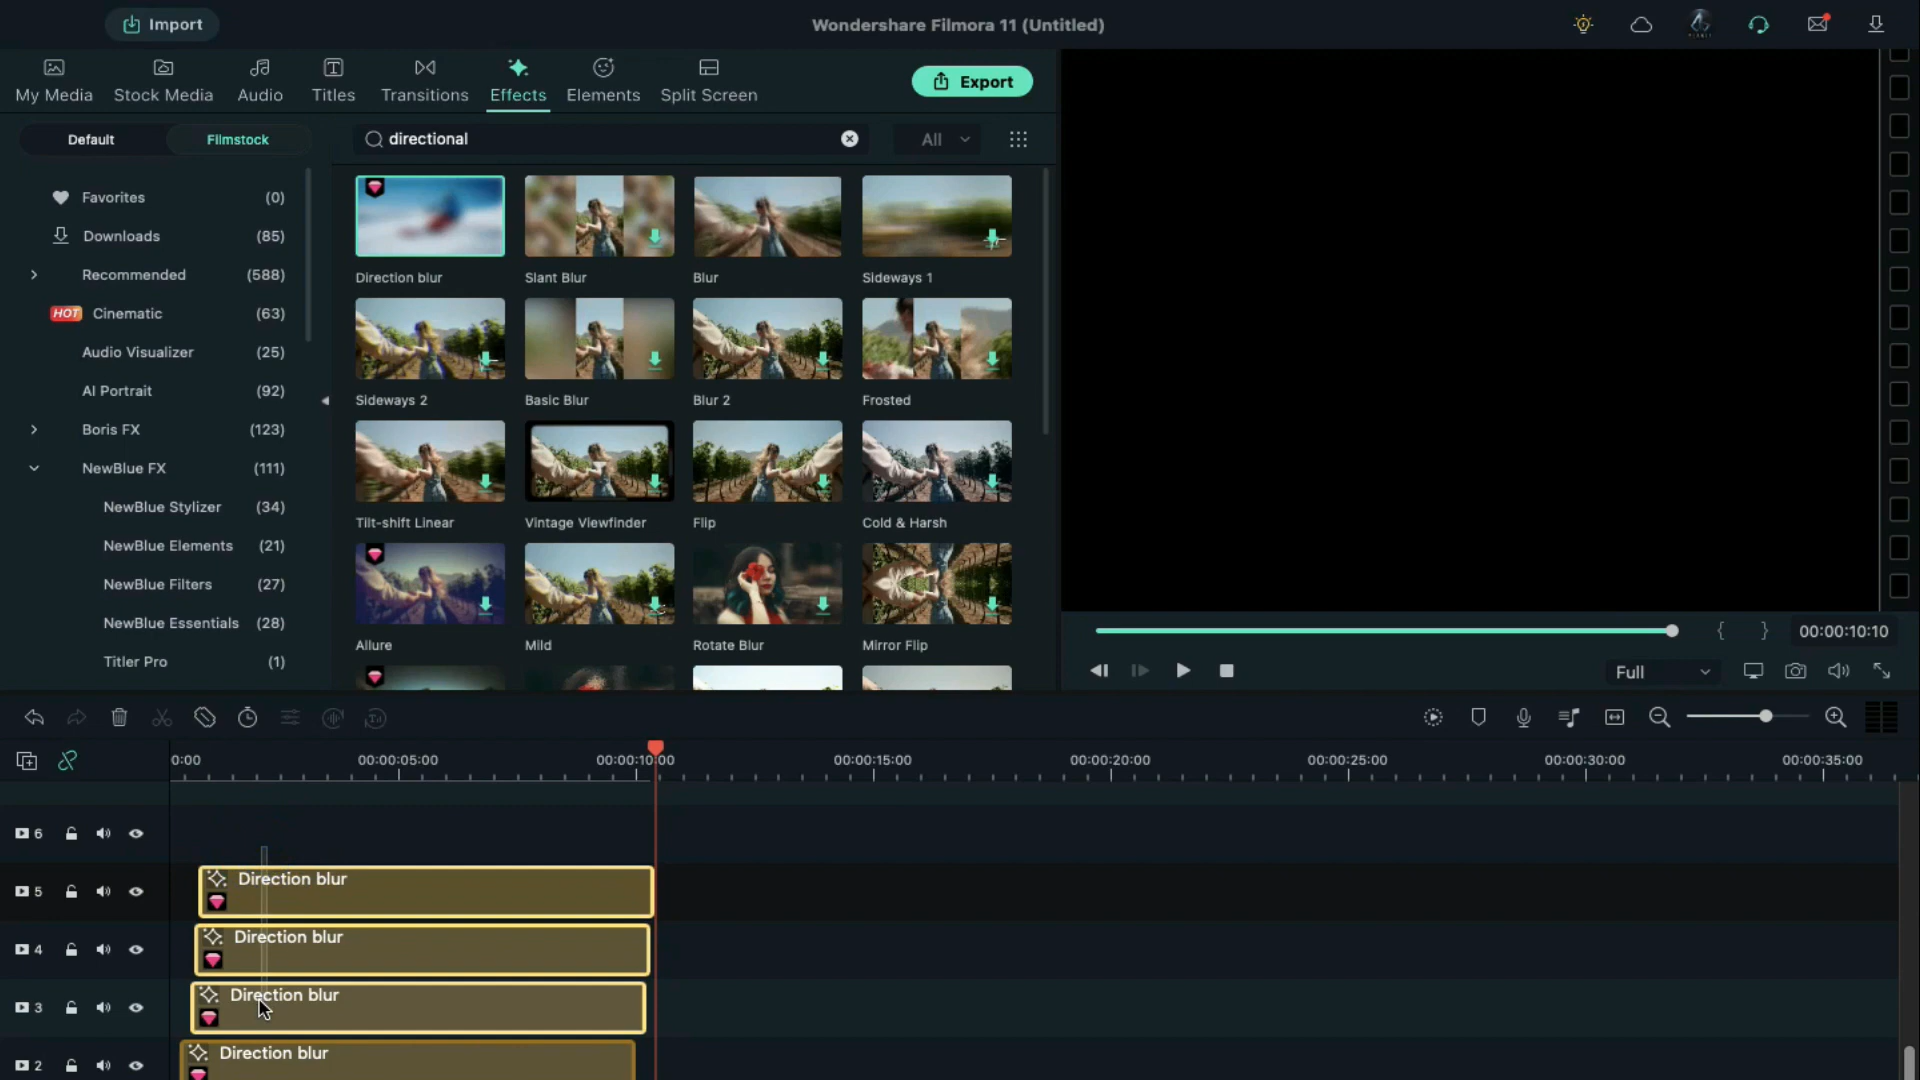 Import
Wondershare Filmora 11 (Untitled)
My Media
Stock Media
Audio
Titles
Transitions
Effects
Elements
Split Screen
Export
Default
Filmstock
directional
All
Favorites (0)
Downloads (85)
Recommended (588)
HOT Cinematic (63)
Audio Visualizer (25)
AI Portrait (92)
Boris FX (123)
NewBlue FX (111)
NewBlue Stylizer (34)
NewBlue Elements (21)
NewBlue Filters (27)
NewBlue Essentials (28)
Titler Pro (1)
Direction blur
Slant Blur
Blur
Sideways 1
Sideways 2
Basic Blur
Blur 2
Frosted
Tilt-shift Linear
Vintage Viewfinder
Flip
Cold & Harsh
Allure
Mild
Rotate Blur
Mirror Flip
{ } 00:00:10:10
Full
0:00
00:00:05:00
00:00:10:00
00:00:15:00
00:00:20:00
00:00:25:00
00:00:30:00
00:00:35:00
6
5
Direction blur
4
Direction blur
3
Direction blur
2
Direction blur